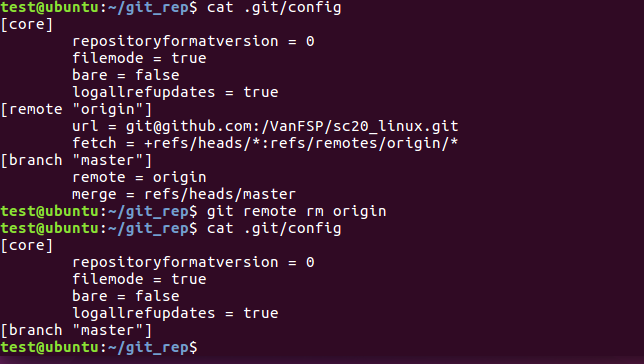 test@ubuntu:~/git_rep$ cat .git/config
[core]
        repositoryformatversion = 0
        filemode = true
        bare = false
        logallrefupdates = true
[remote "origin"]
        url = git@github.com:/VanFSP/sc20_linux.git
        fetch = +refs/heads/*:refs/remotes/origin/*
[branch "master"]
        remote = origin
        merge = refs/heads/master
test@ubuntu:~/git_rep$ git remote rm origin
test@ubuntu:~/git_rep$ cat .git/config
[core]
        repositoryformatversion = 0
        filemode = true
        bare = false
        logallrefupdates = true
[branch "master"]
test@ubuntu:~/git_rep$